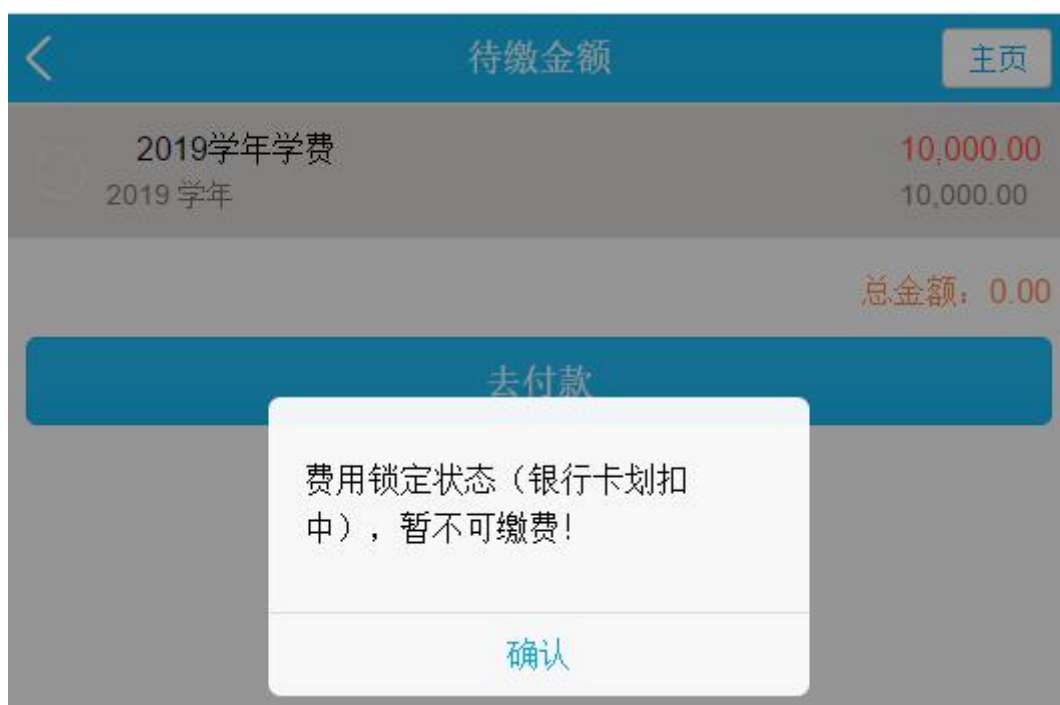 待缴金额 主页
2019学年学费 10,000.00
2019 学年 10,000.00
总金额：0.00
去付款
费用锁定状态（银行卡划扣
中），暂不可缴费！
确认